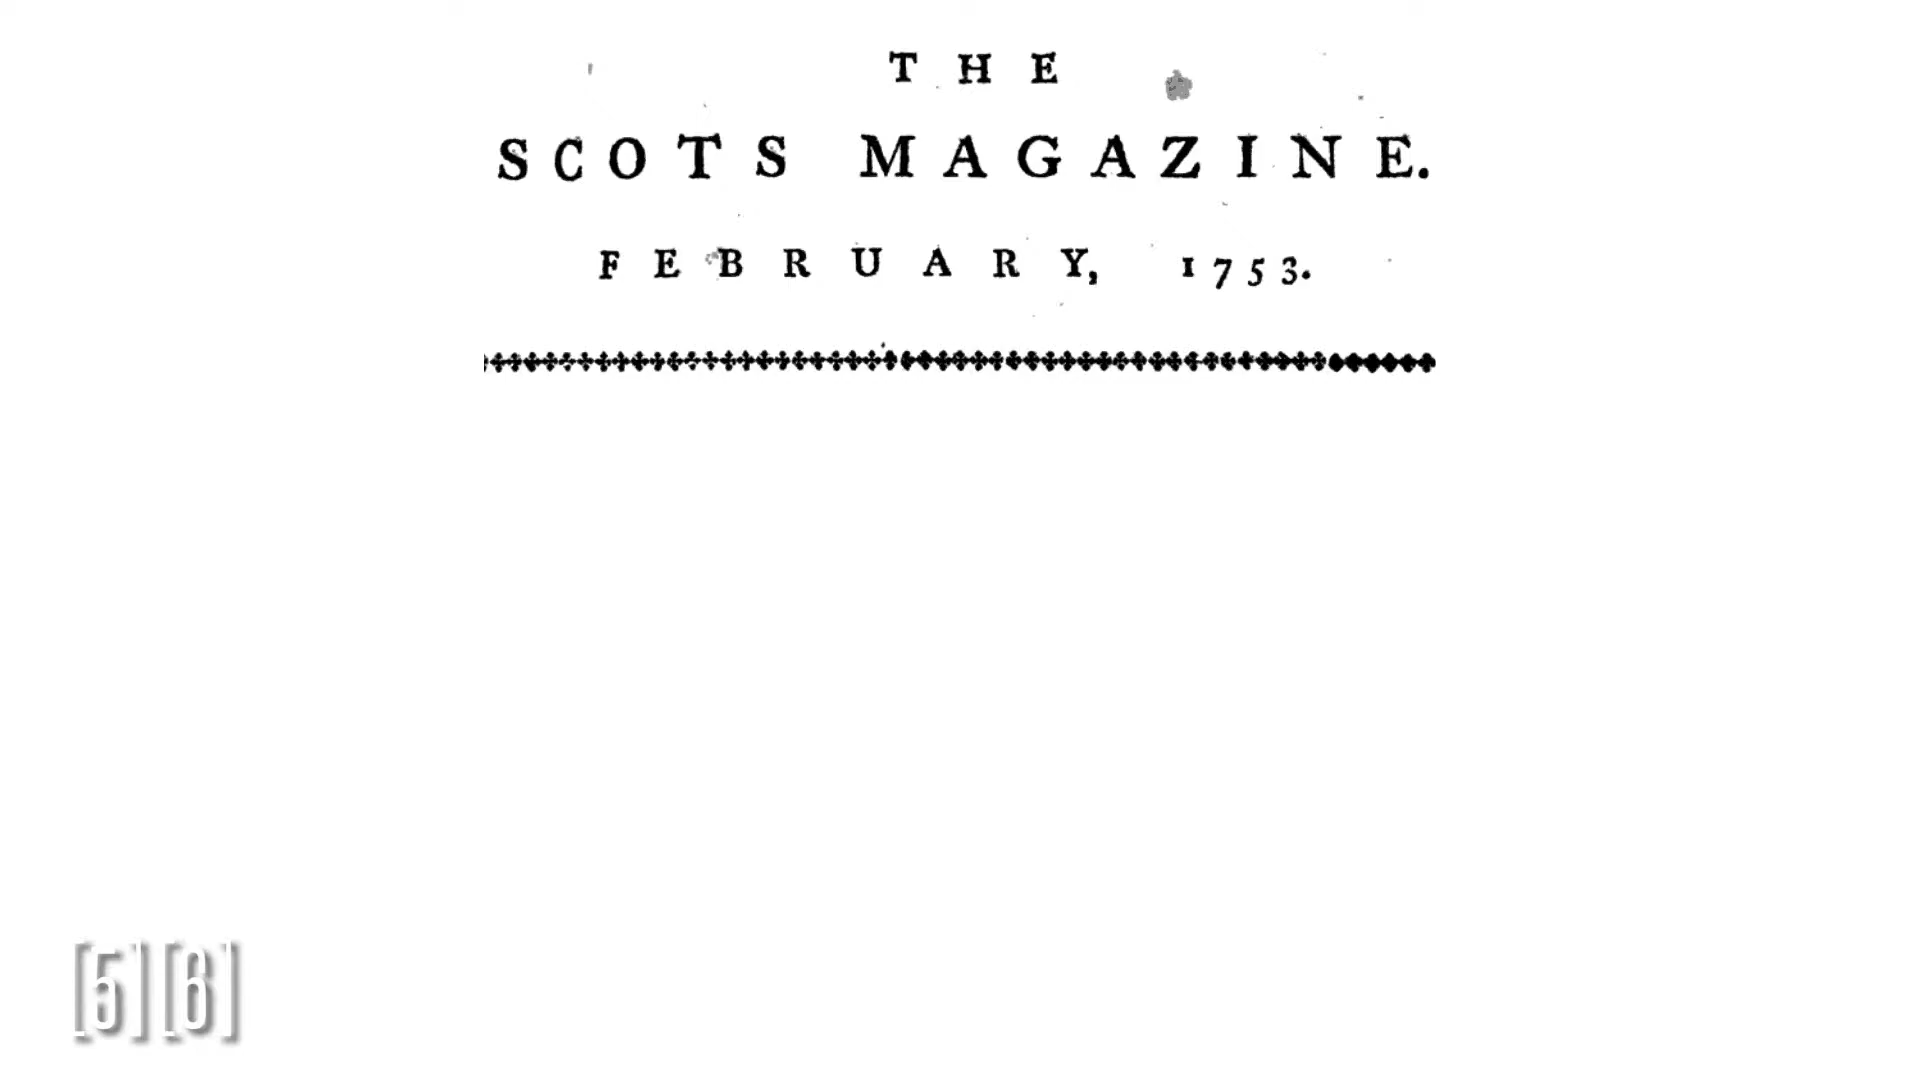 THE
SCOTS MAGAZINE.
FEBRUARY, 1753.
[5][6]